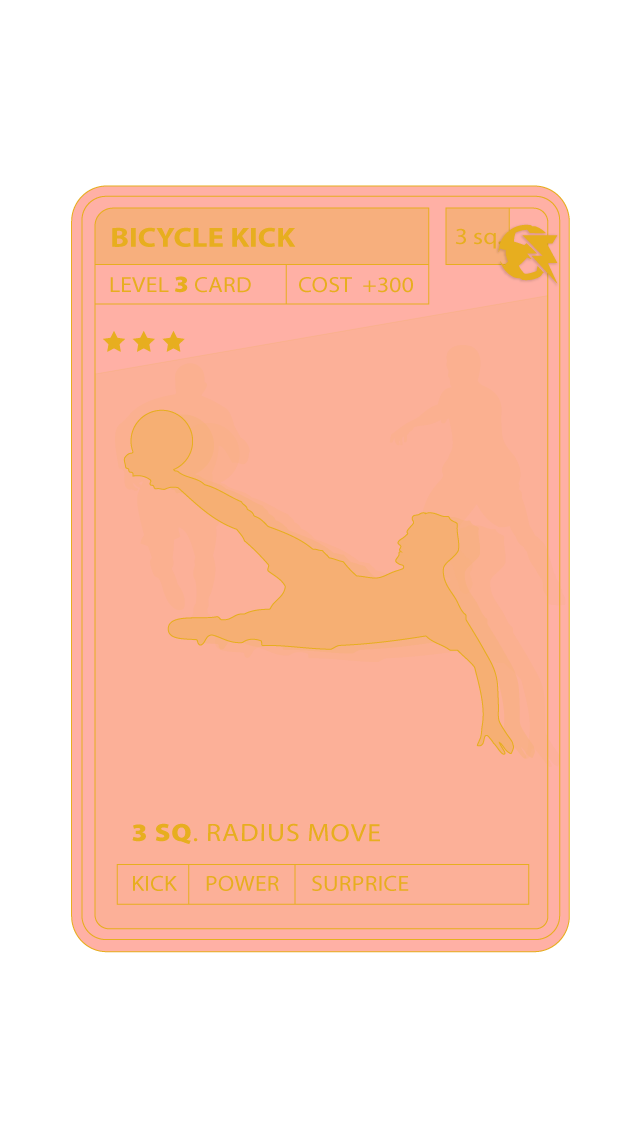 BICYCLE KICK
3 sq.
LEVEL 3 CARD
COST +300
3 SQ. RADIUS MOVE
KICK POWER SURPRICE